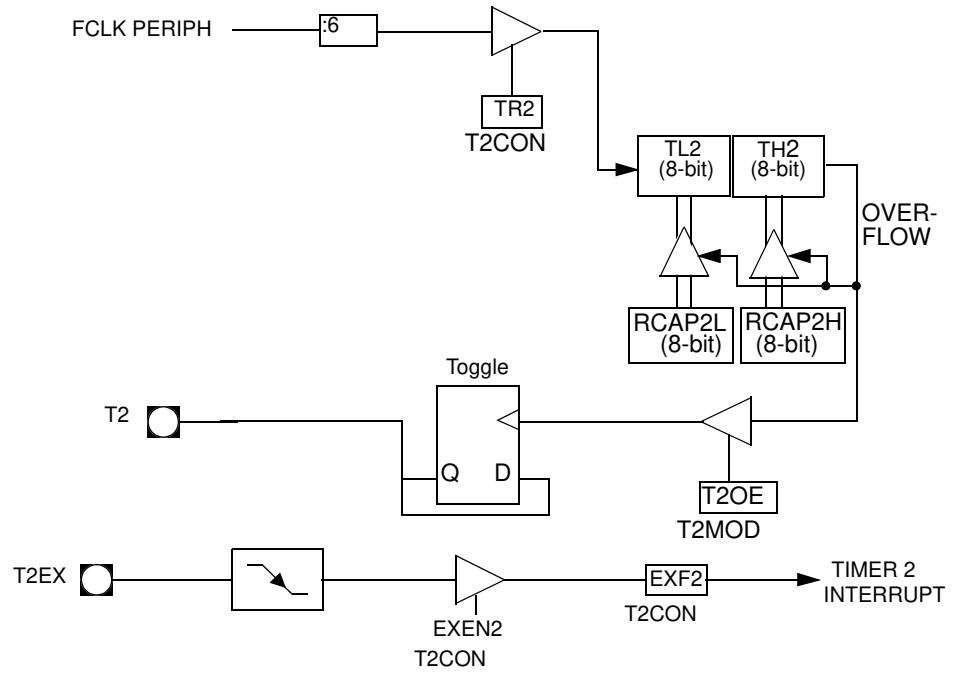 FCLK PERIPH
:6
TR2
T2CON
TL2
(8-bit)
TH2
(8-bit)
OVER-
FLOW
RCAP2L
(8-bit)
RCAP2H
(8-bit)
Toggle
T2
Q D
T2OE
T2MOD
T2EX
EXEN2
T2CON
EXF2
T2CON
TIMER 2
INTERRUPT